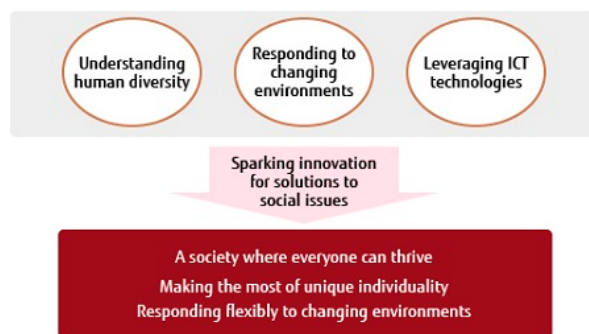 Understanding
human diversity
Responding to
changing
environments
Leveraging ICT
technologies
Sparking innovation
for solutions to
social issues
A society where everyone can thrive
Making the most of unique individuality
Responding flexibly to changing environments